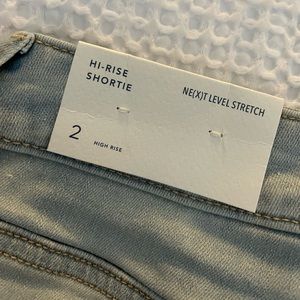 HI-RISE
SHORTIE
NE(X)T LEVEL STRETCH
2
HIGH RISE